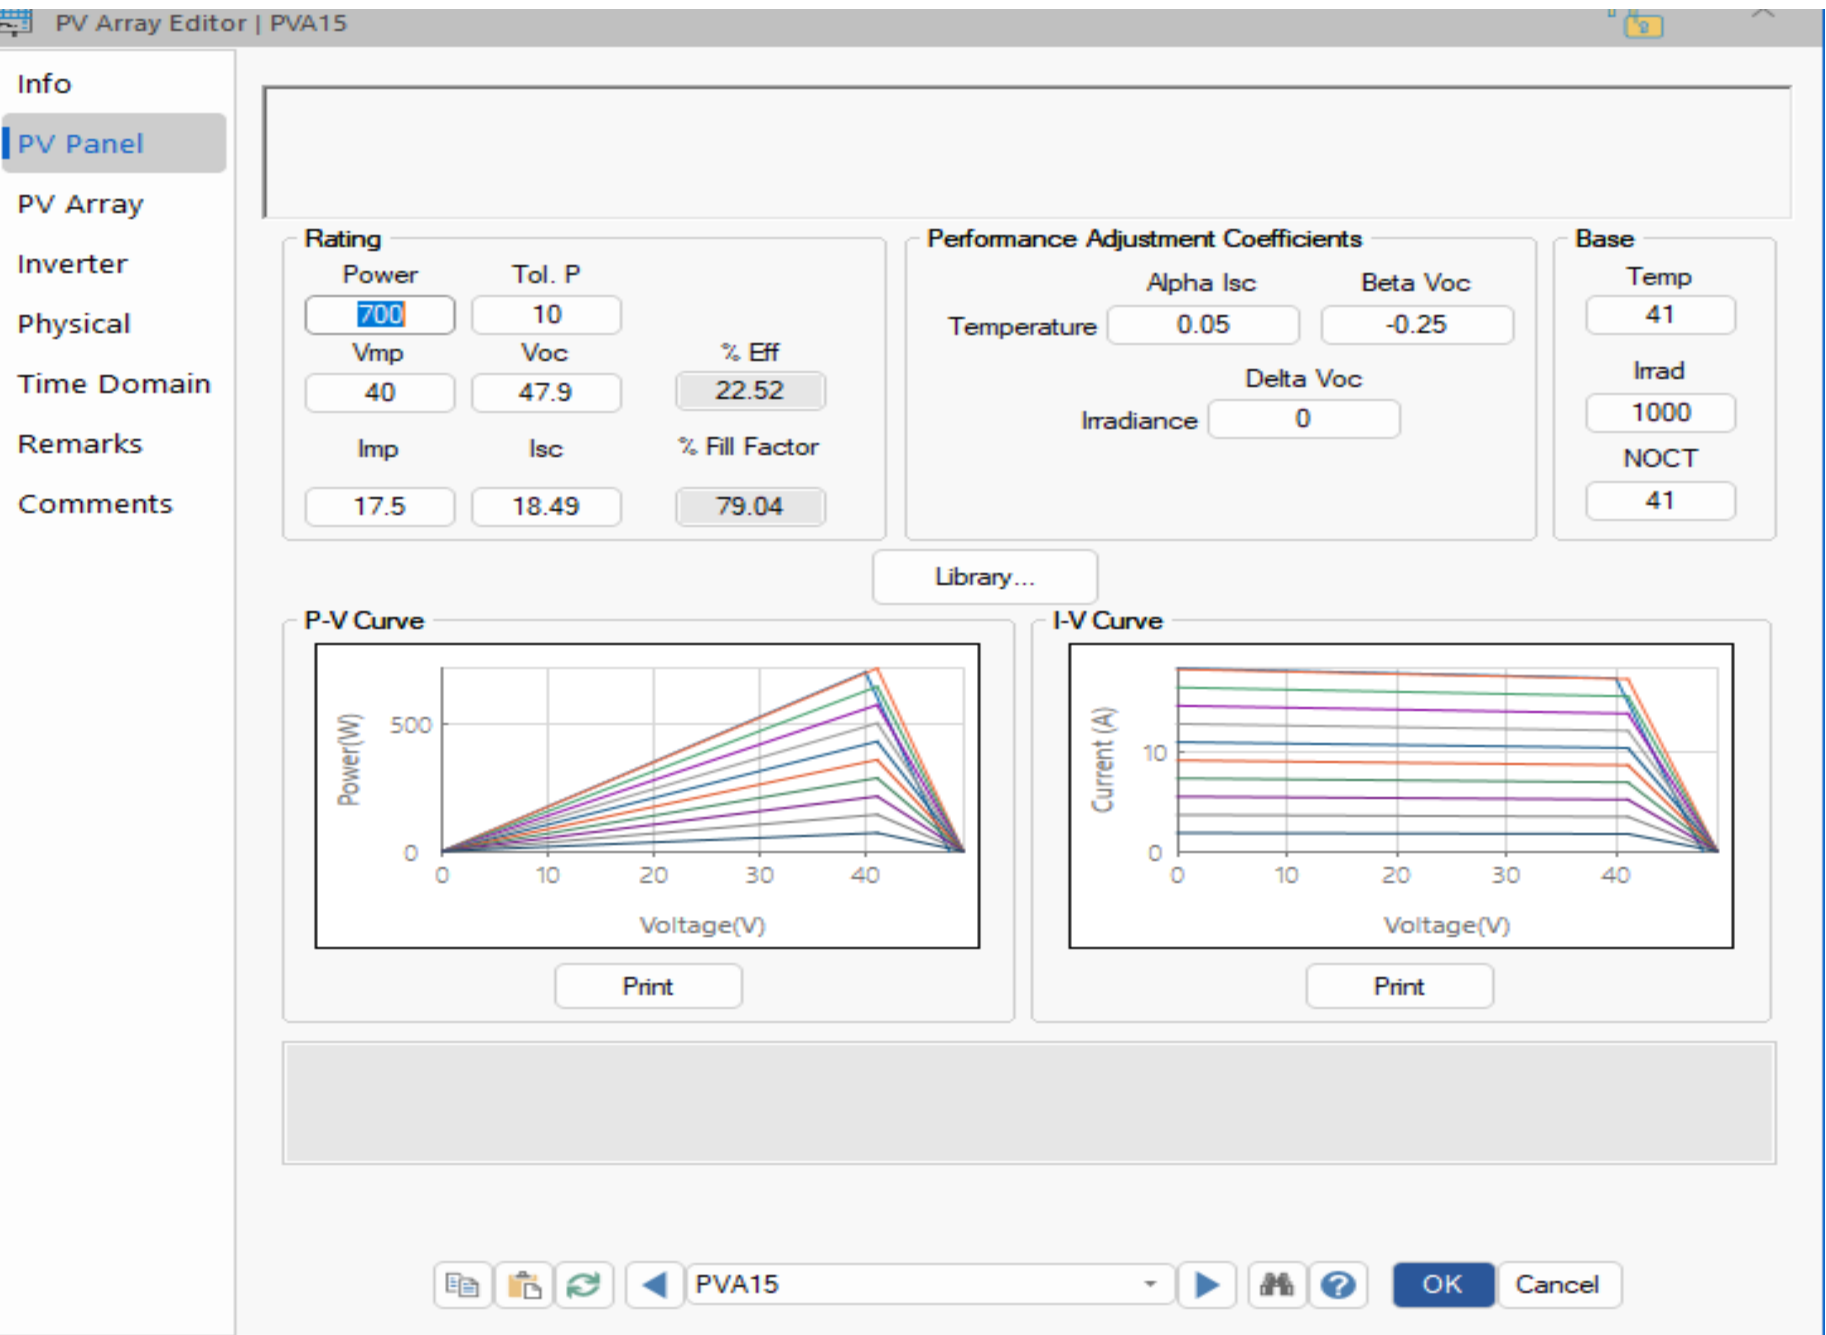 PV Array Editor | PVA15
Info
PV Panel
PV Array
Inverter
Physical
Time Domain
Remarks
Comments
Rating
Power Tol. P
700 10
Vmp Voc % Eff
40 47.9 22.52
Imp Isc % Fill Factor
17.5 18.49 79.04
Performance Adjustment Coefficients
Alpha Isc Beta Voc
Temperature 0.05 -0.25
Delta Voc
Irradiance 0
Base
Temp
41
Irrad
1000
NOCT
41
Library...
P-V Curve
Power(W)
500
0
0 10 20 30 40
Voltage(V)
Print
I-V Curve
Current (A)
10
0
0 10 20 30 40
Voltage(V)
Print
PVA15
OK Cancel